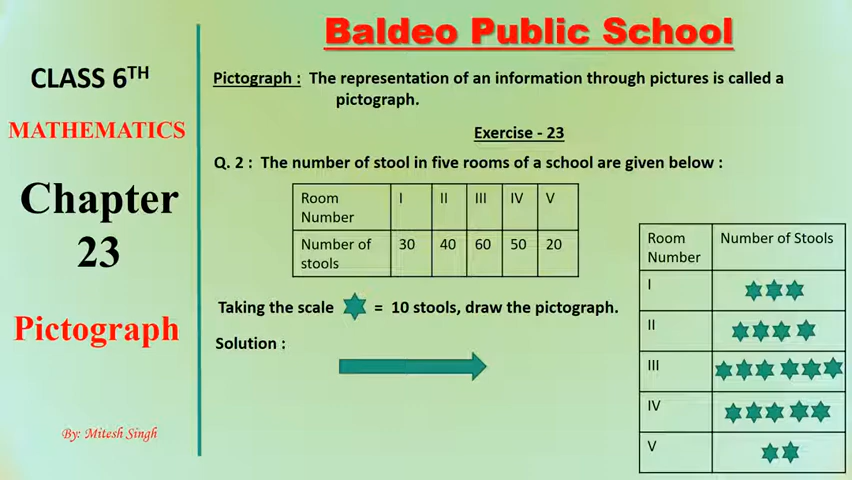 Baldeo Public School
CLASS 6TH
MATHEMATICS
Chapter
23
Pictograph
By: Mitesh Singh
Pictograph : The representation of an information through pictures is called a
pictograph.
Exercise - 23
Q. 2 : The number of stool in five rooms of a school are given below :
Room Number I II III IV V
Number of stools 30 40 60 50 20
Taking the scale = 10 stools, draw the pictograph.
Solution :
Room Number Number of Stools
I
II
III
IV
V